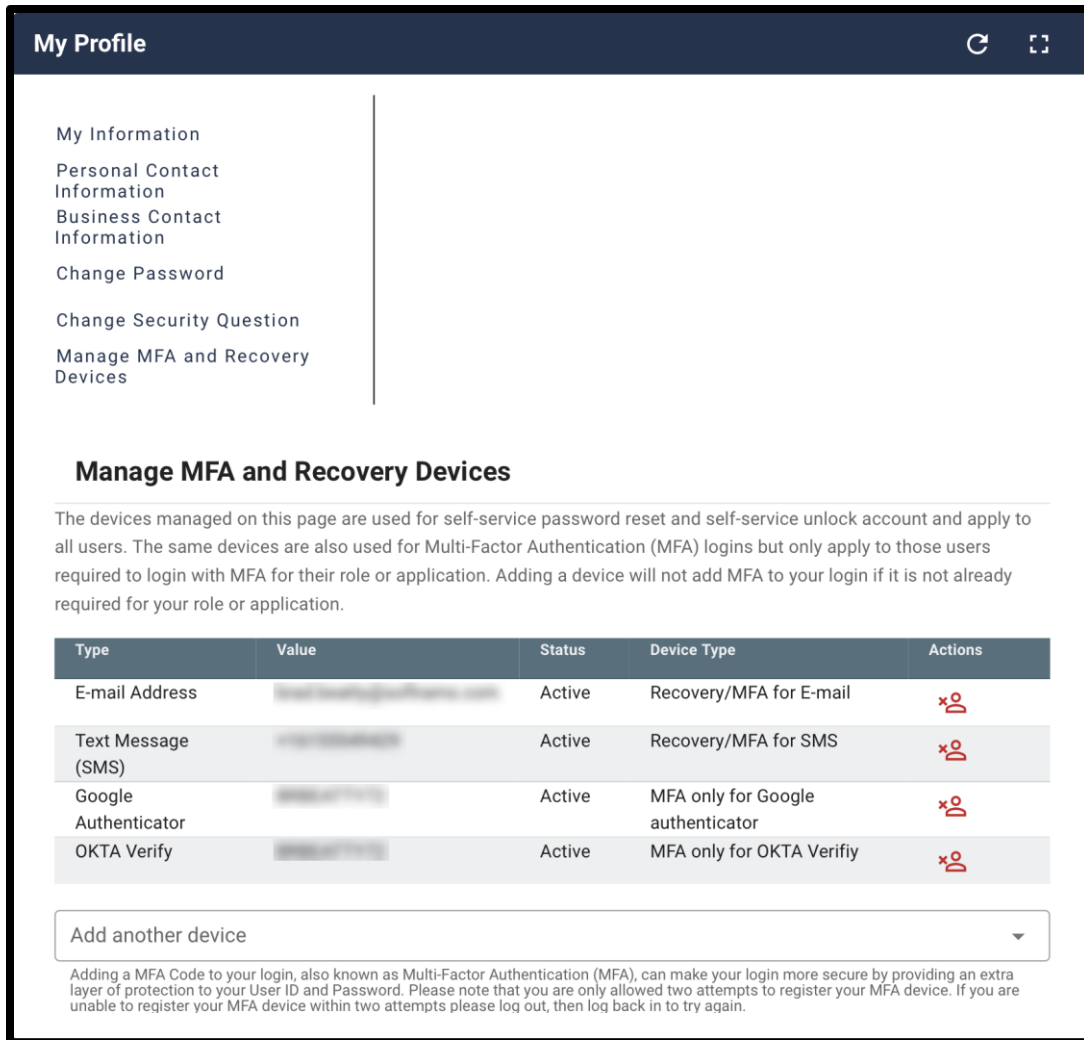 My Profile
My Information
Personal Contact
Information
Business Contact
Information
Change Password
Change Security Question
Manage MFA and Recovery
Devices
Manage MFA and Recovery Devices
The devices managed on this page are used for self-service password reset and self-service unlock account and apply to
all users. The same devices are also used for Multi-Factor Authentication (MFA) logins but only apply to those users
required to login with MFA for their role or application. Adding a device will not add MFA to your login if it is not already
required for your role or application.
Type Value Status Device Type Actions
E-mail Address Active Recovery/MFA for E-mail
Text Message Active Recovery/MFA for SMS
(SMS)
Google Active MFA only for Google
Authenticator authenticator
OKTA Verify Active MFA only for OKTA Verifiy
Add another device
Adding a MFA Code to your login, also known as Multi-Factor Authentication (MFA), can make your login more secure by providing an extra
layer of protection to your User ID and Password. Please note that you are only allowed two attempts to register your MFA device. If you are
unable to register your MFA device within two attempts please log out, then log back in to try again.